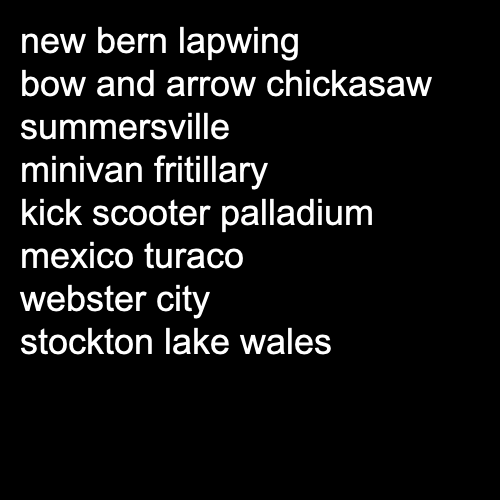 new bern lapwing
bow and arrow chickasaw
summersville
minivan fritillary
kick scooter palladium
mexico turaco
webster city
stockton lake wales